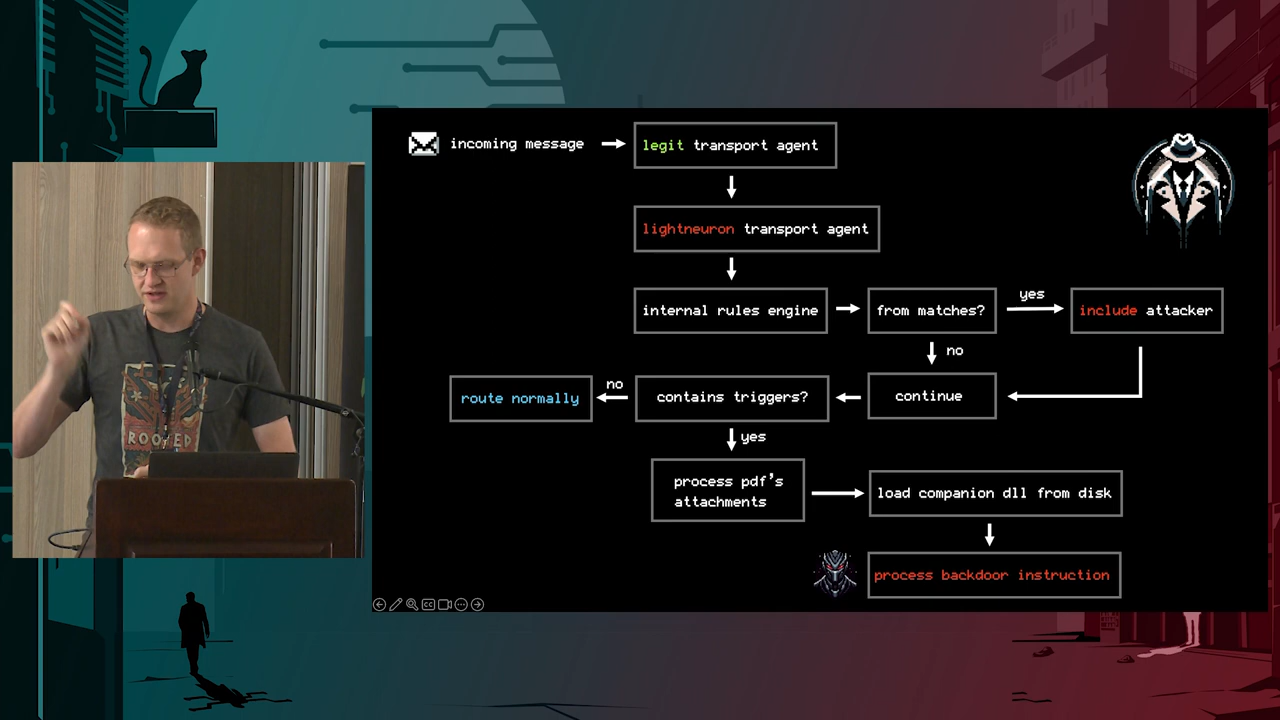 incoming message
legit transport agent
lightneuron transport agent
internal rules engine
from matches?
yes
include attacker
no
continue
contains triggers?
no
route normally
yes
process pdf's
attachments
load companion dll from disk
process backdoor instruction
ROOTED
CC